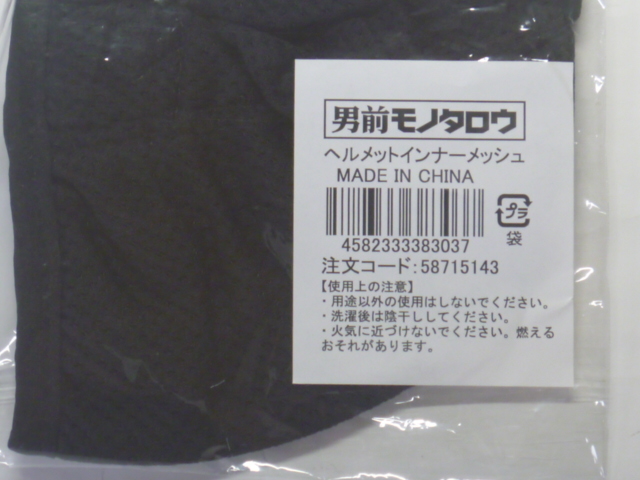 男前モノタロウ
ヘルメットインナーメッシュ
MADE IN CHINA
プラ
4582333383037
袋
注文コード:58715143
【使用上の注意】
・用途以外の使用はしないでください。
・洗濯後は陰干ししてください。
・火気に近づけないでください。燃える
おそれがあります。